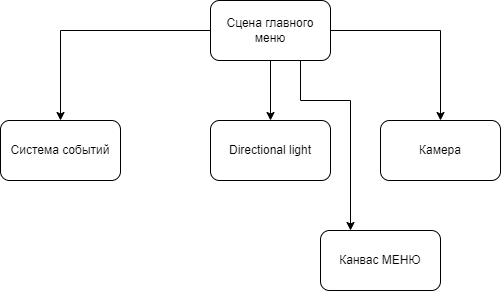 Сцена главного
меню
Система событий
Directional light
Камера
Канвас МЕНЮ